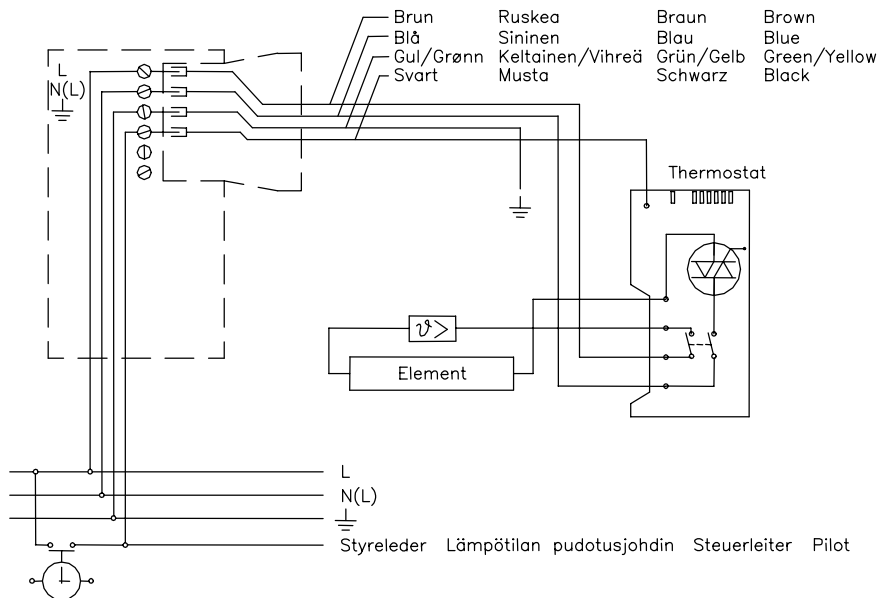 Brun Ruskea Braun Brown
Blå Sininen Blau Blue
Gul/Grønn Keltainen/Vihreä Grün/Gelb Green/Yellow
Svart Musta Schwarz Black
L
N(L)
Thermostat
ϑ>
Element
L
N(L)
Styreleder Lämpötilan pudotusjohdin Steuerleiter Pilot